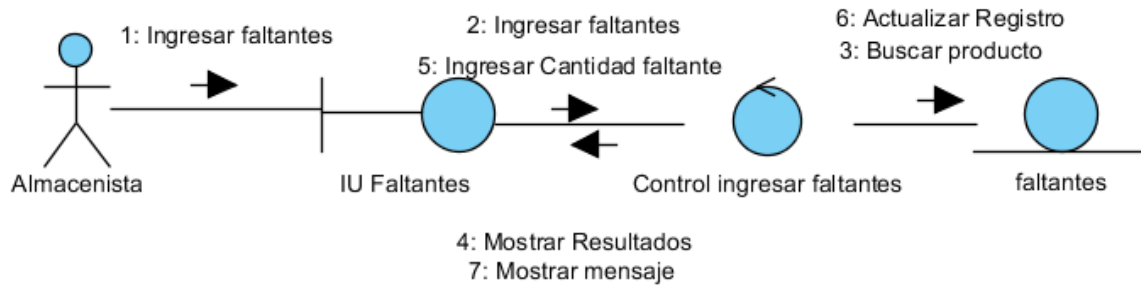 1: Ingresar faltantes
2: Ingresar faltantes
5: Ingresar Cantidad faltante
6: Actualizar Registro
3: Buscar producto
Almacenista
IU Faltantes
Control ingresar faltantes
faltantes
4: Mostrar Resultados
7: Mostrar mensaje